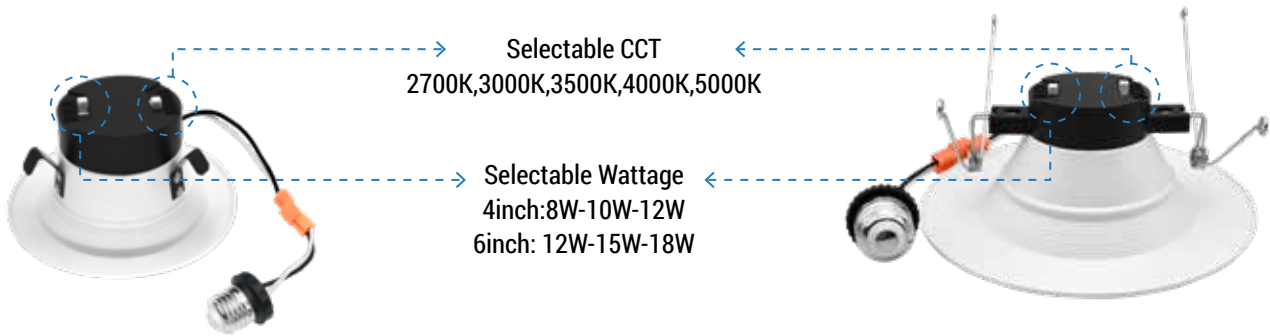 Selectable CCT
2700K,3000K,3500K,4000K,5000K
Selectable Wattage
4inch:8W-10W-12W
6inch: 12W-15W-18W